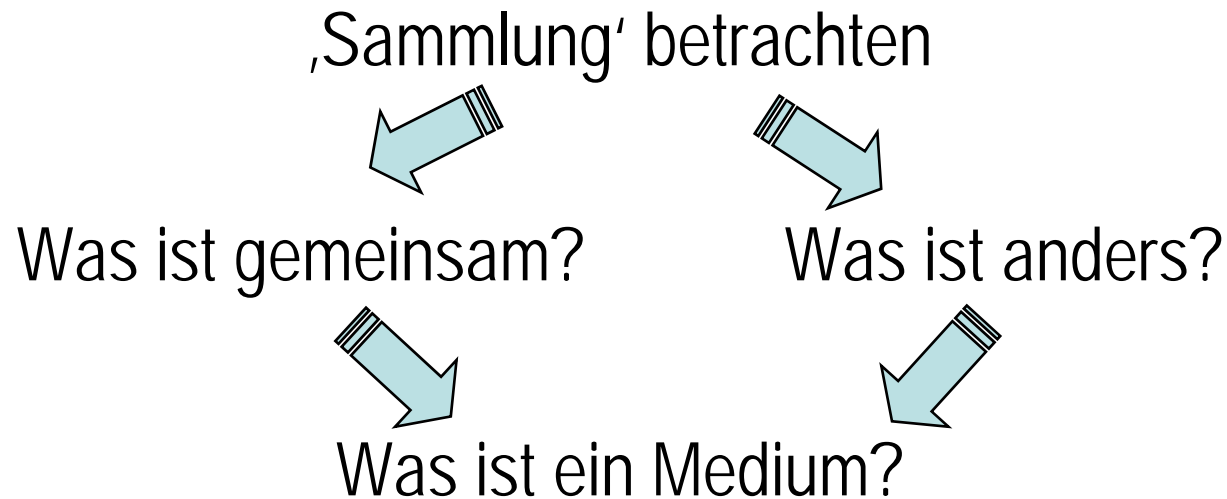 ‚Sammlung‘ betrachten
Was ist gemeinsam? Was ist anders?
Was ist ein Medium?